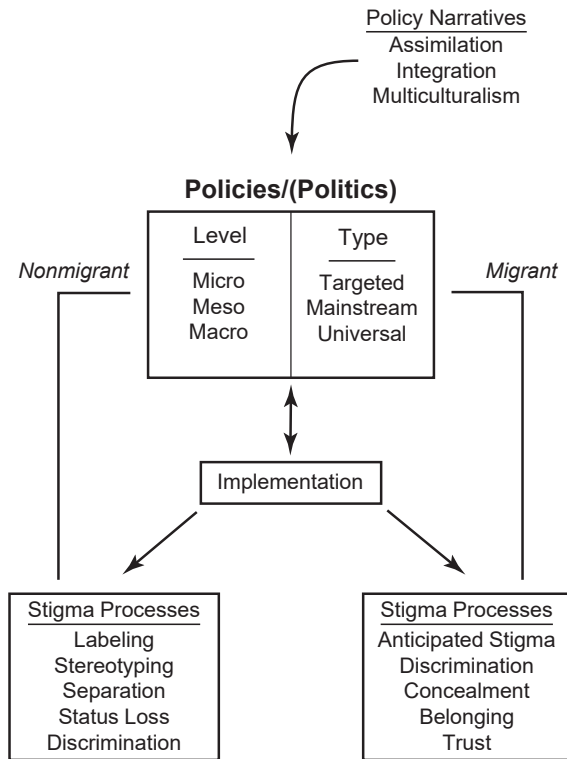 Policy Narratives
Assimilation
Integration
Multiculturalism
Policies/(Politics)
Nonmigrant
Level
Micro
Meso
Macro
Type
Targeted
Mainstream
Universal
Migrant
Implementation
Stigma Processes
Labeling
Stereotyping
Separation
Status Loss
Discrimination
Stigma Processes
Anticipated Stigma
Discrimination
Concealment
Belonging
Trust